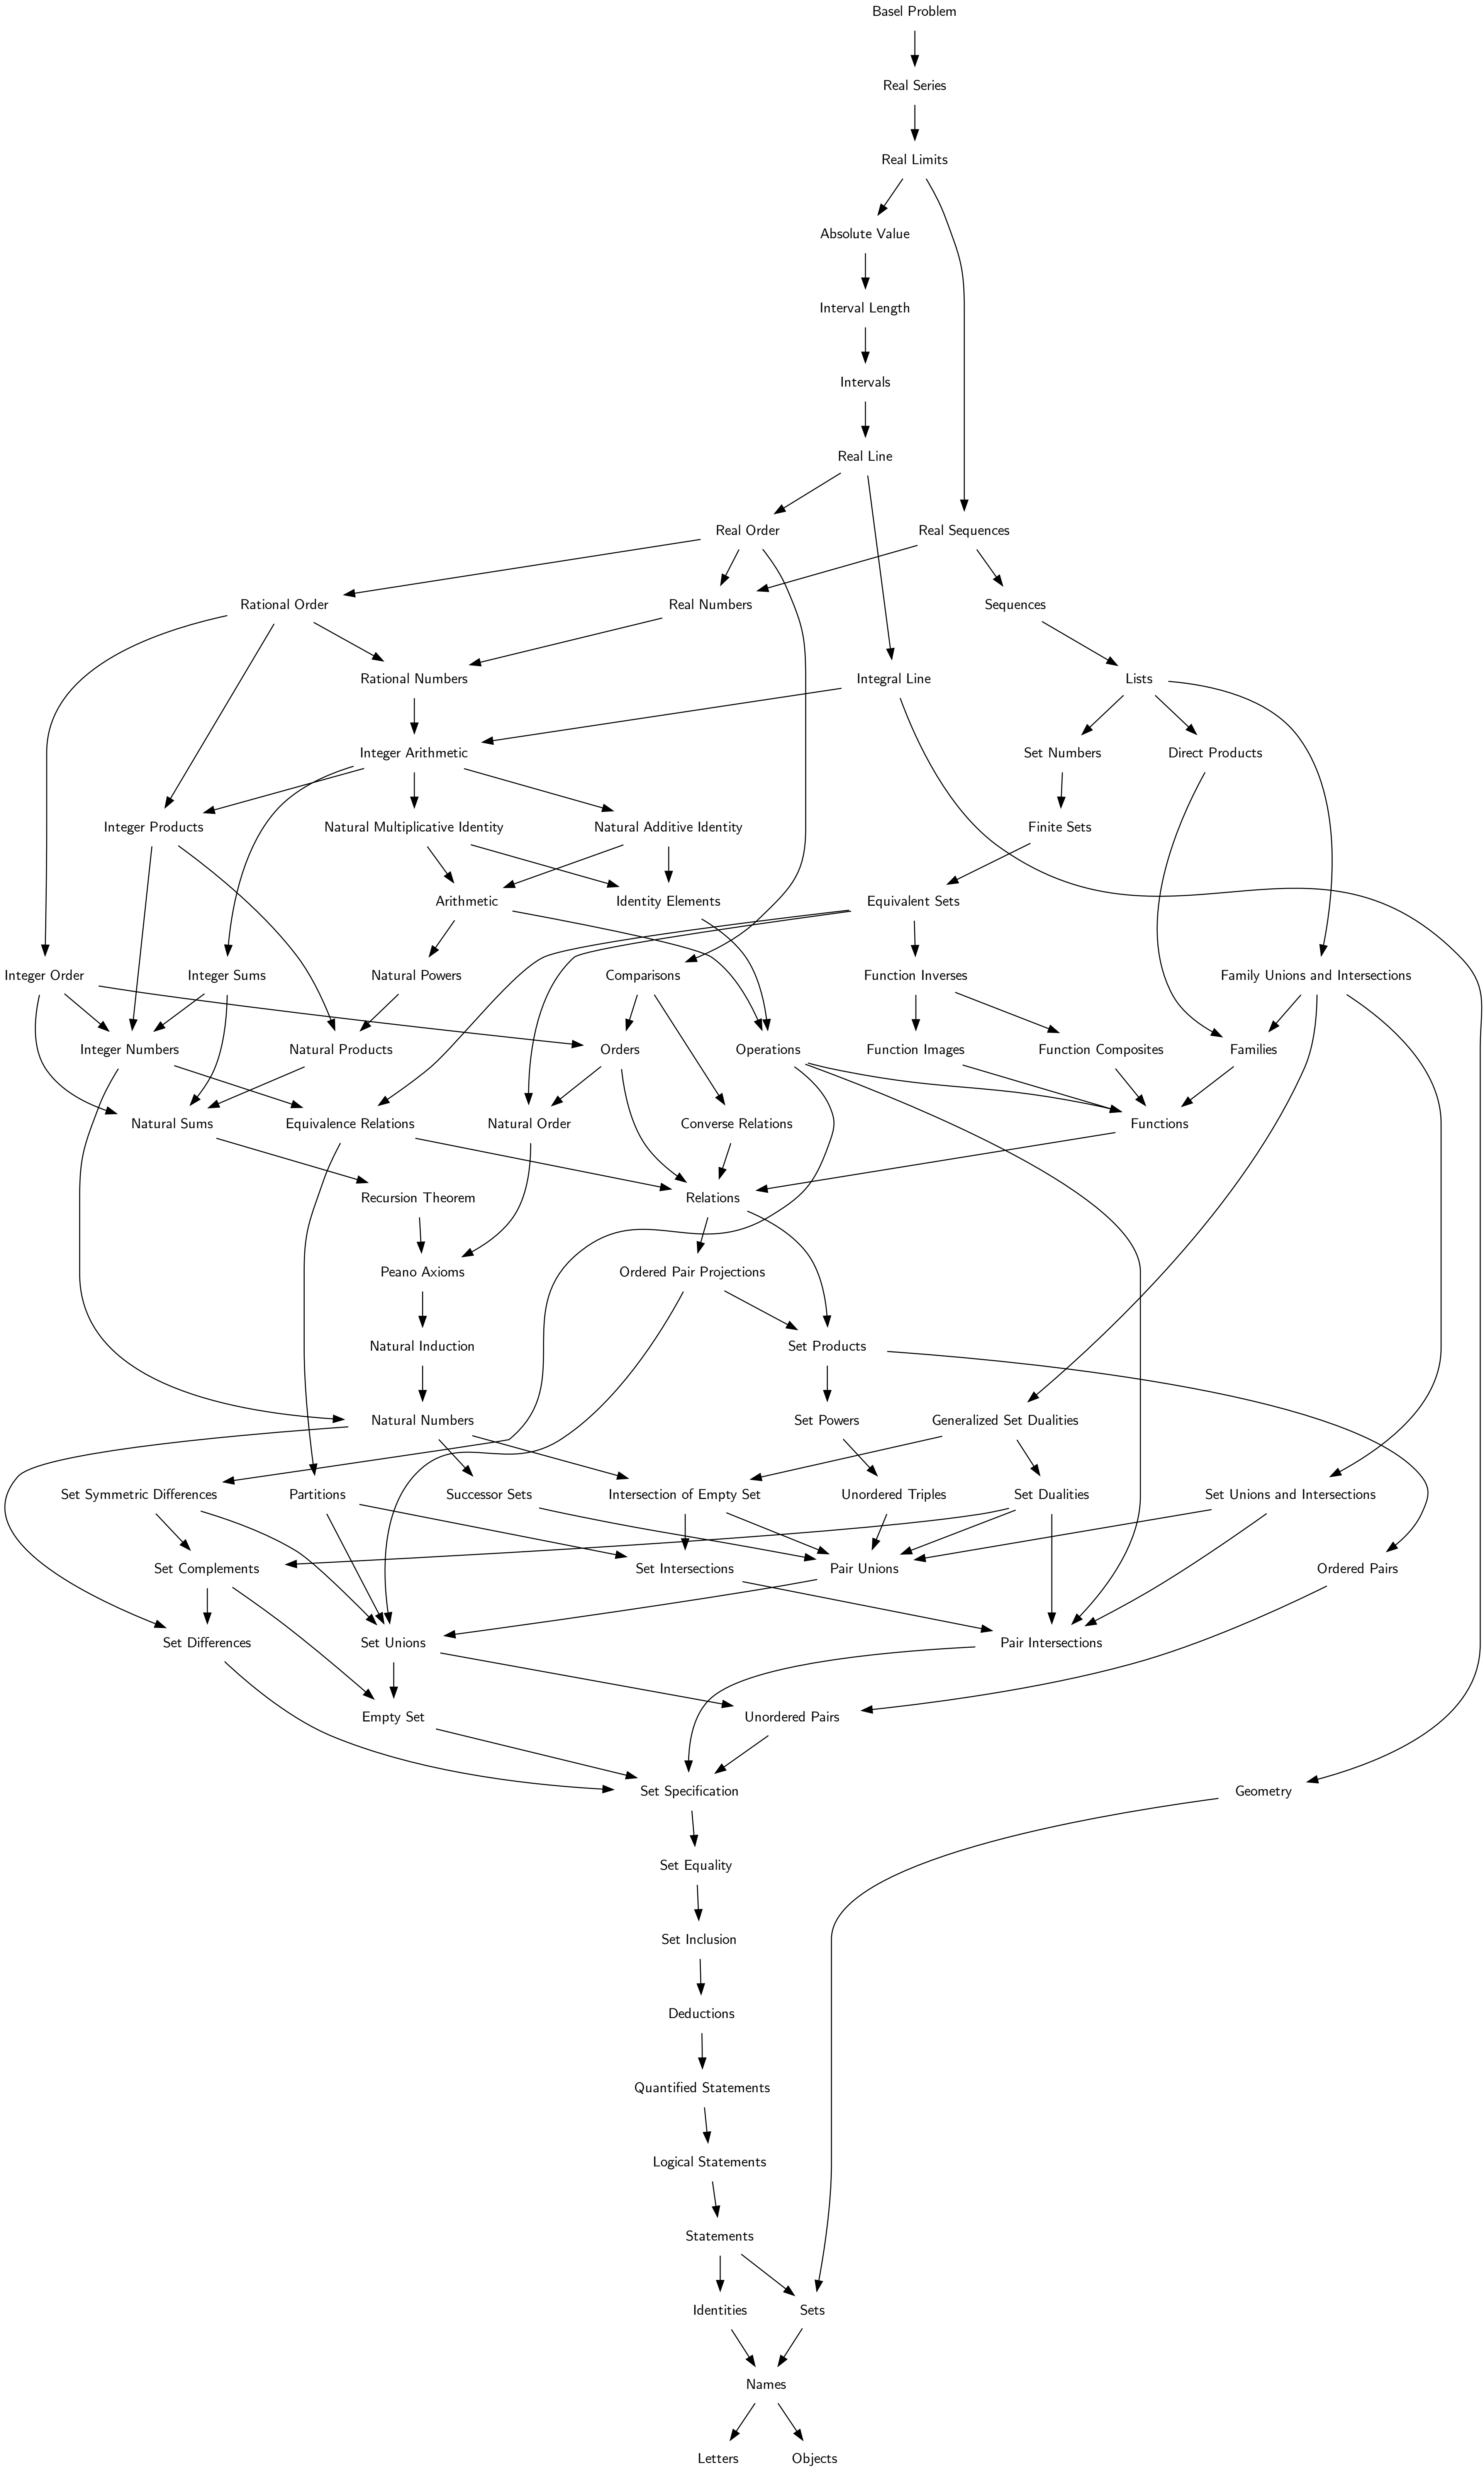 Basel Problem
Real Series
Real Limits
Absolute Value
Interval Length
Intervals
Real Line
Real Order
Real Sequences
Rational Order
Real Numbers
Sequences
Rational Numbers
Integral Line
Lists
Integer Arithmetic
Set Numbers
Direct Products
Integer Products
Natural Multiplicative Identity
Natural Additive Identity
Finite Sets
Arithmetic
Identity Elements
Equivalent Sets
Integer Order
Integer Sums
Natural Powers
Comparisons
Function Inverses
Family Unions and Intersections
Integer Numbers
Natural Products
Orders
Operations
Function Images
Function Composites
Families
Natural Sums
Equivalence Relations
Natural Order
Converse Relations
Functions
Recursion Theorem
Relations
Peano Axioms
Ordered Pair Projections
Natural Induction
Set Products
Natural Numbers
Set Powers
Generalized Set Dualities
Set Symmetric Differences
Partitions
Successor Sets
Intersection of Empty Set
Unordered Triples
Set Dualities
Set Unions and Intersections
Set Complements
Set Intersections
Pair Unions
Ordered Pairs
Set Differences
Set Unions
Pair Intersections
Empty Set
Unordered Pairs
Set Specification
Geometry
Set Equality
Set Inclusion
Deductions
Quantified Statements
Logical Statements
Statements
Identities
Sets
Names
Letters
Objects